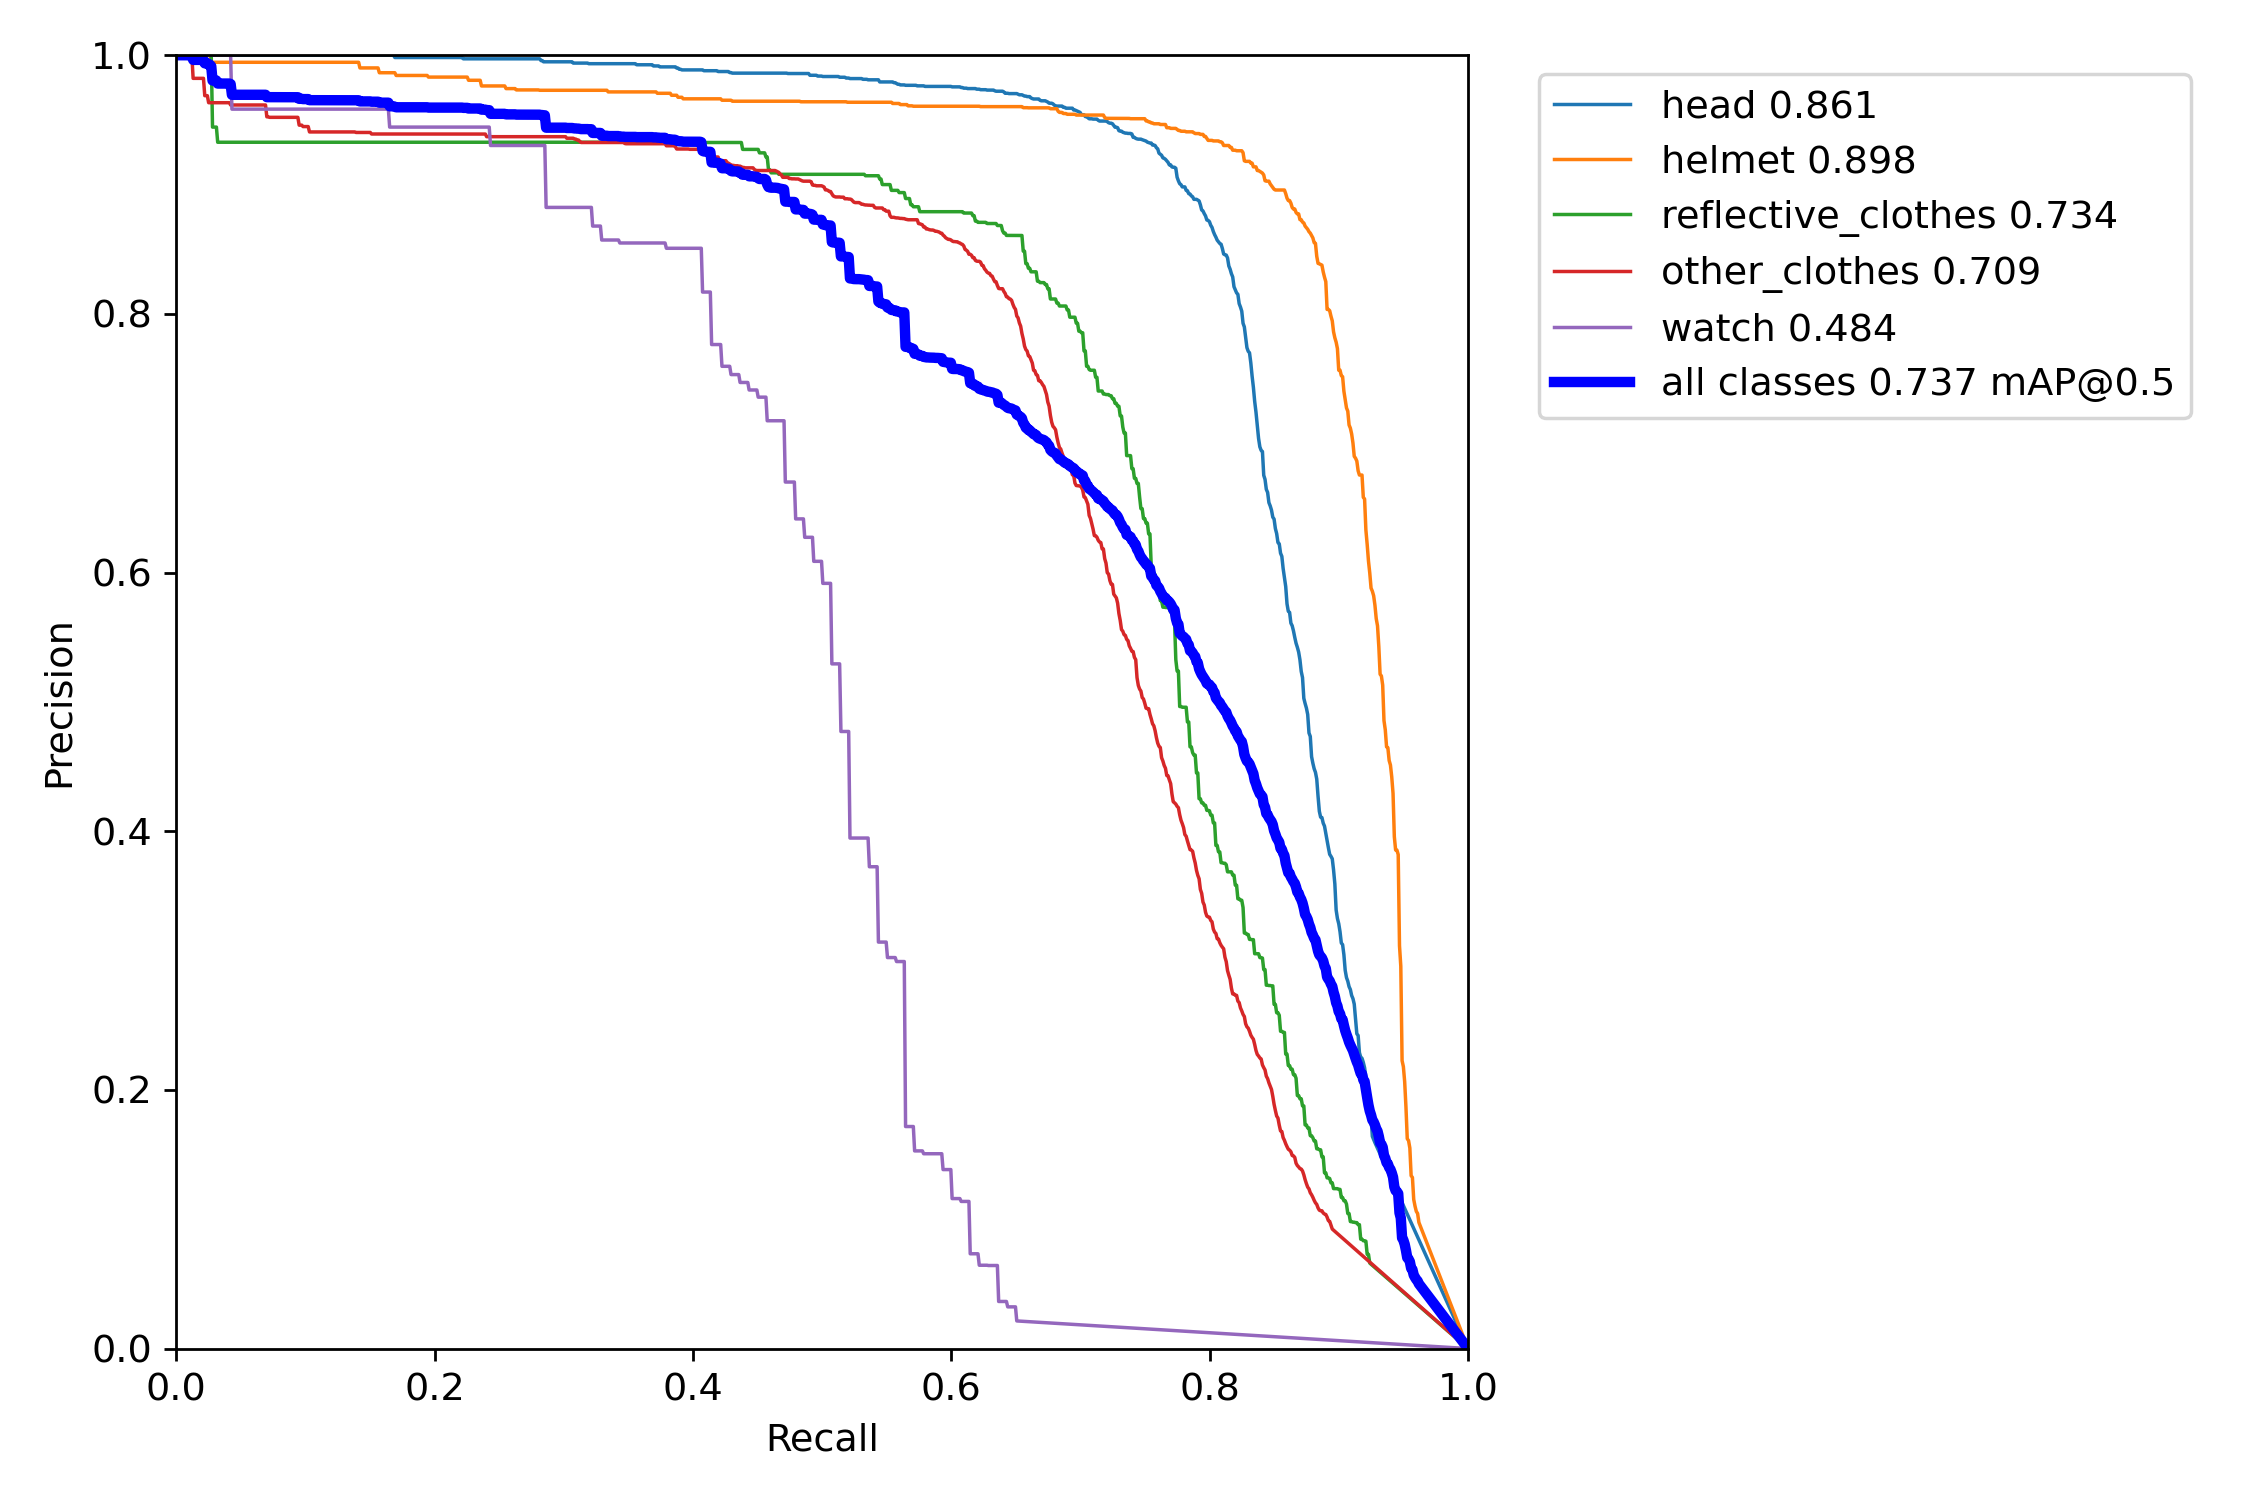 1.0
0.8
0.6
0.4
0.2
0.0
Precision
0.0 0.2 0.4 0.6 0.8 1.0
Recall
head 0.861
helmet 0.898
reflective_clothes 0.734
other_clothes 0.709
watch 0.484
all classes 0.737 mAP@0.5